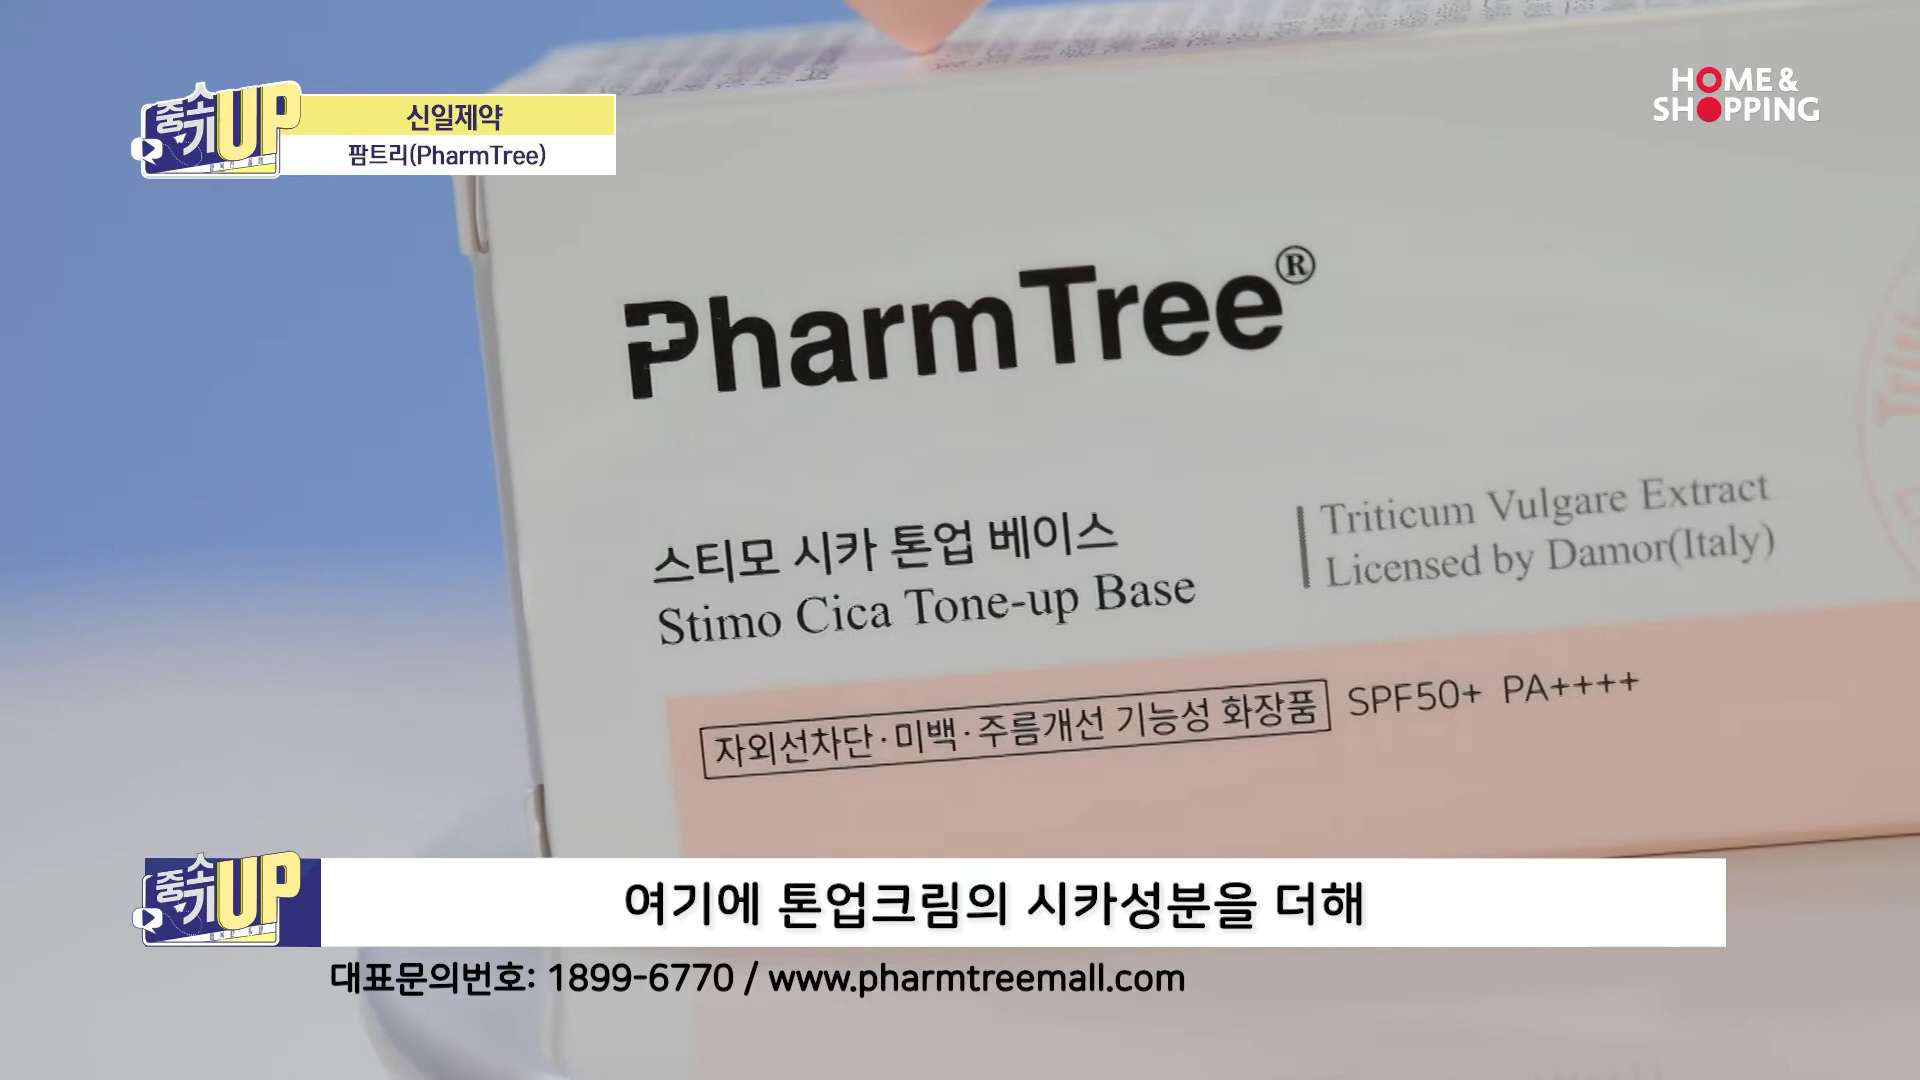 중소기UP
신일제약
팜트리(PharmTree)
HOME&
SHOPPING
PharmTree®
스티모 시카 톤업 베이스
Stimo Cica Tone-up Base
Triticum Vulgare Extract
Licensed by Damor(Italy)
자외선차단·미백·주름개선 기능성 화장품 SPF50+ PA++++
중소기UP
여기에 톤업크림의 시카성분을 더해
대표문의번호: 1899-6770 / www.pharmtreemall.com